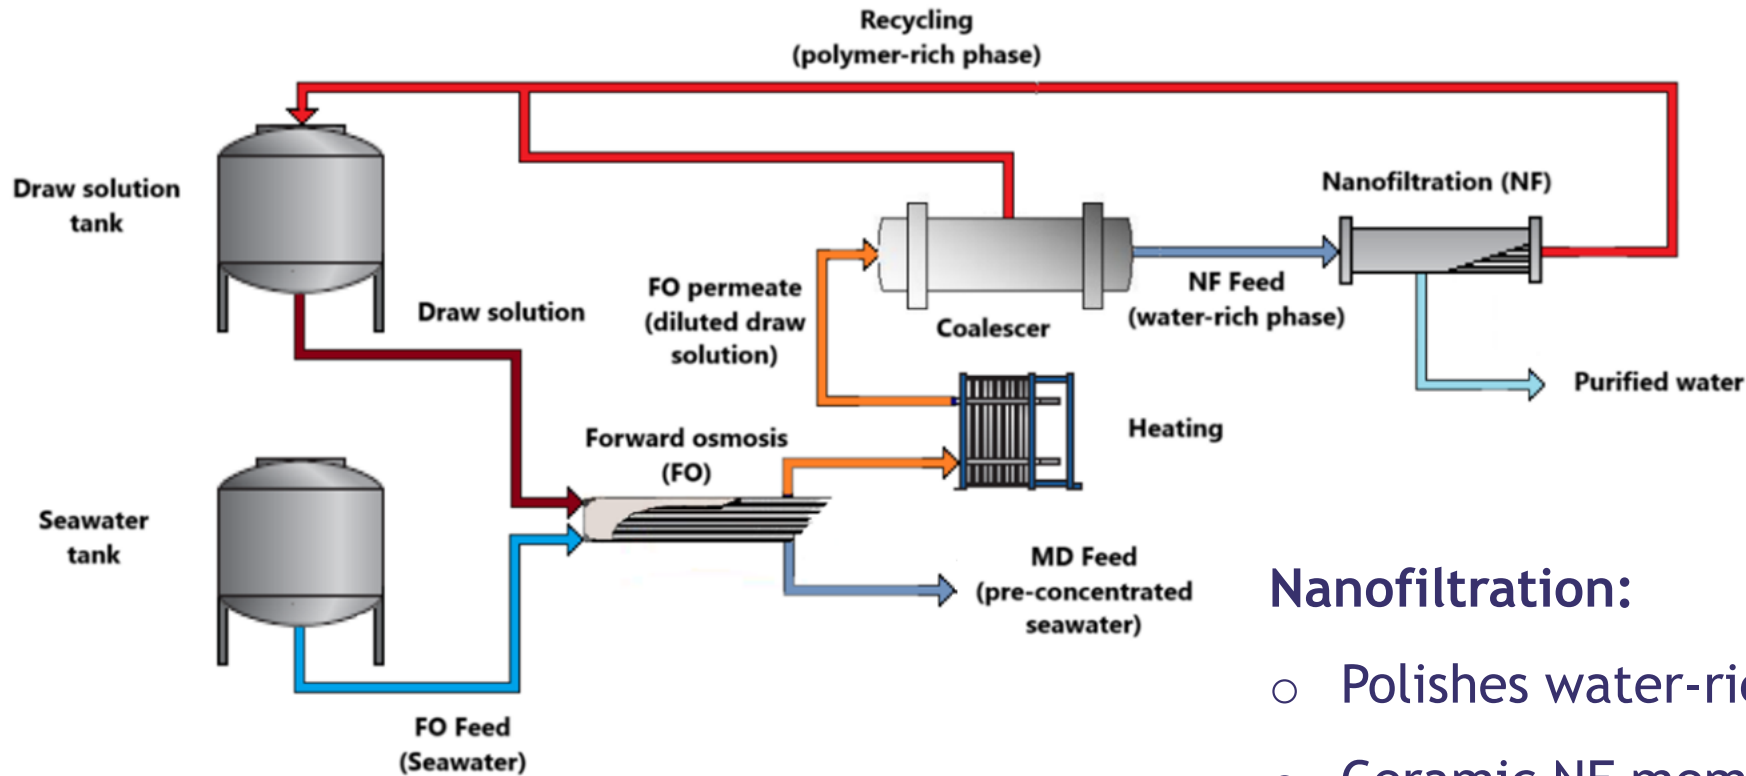 Recycling
(polymer-rich phase)
Draw solution
tank
Nanofiltration (NF)
Draw solution
FO permeate
(diluted draw
solution)
Coalescer
NF Feed
(water-rich phase)
Purified water
Heating
Forward osmosis
(FO)
Seawater
tank
MD Feed
(pre-concentrated
seawater)
FO Feed
(Seawater)
Nanofiltration:
○ Polishes
Ceramic NF